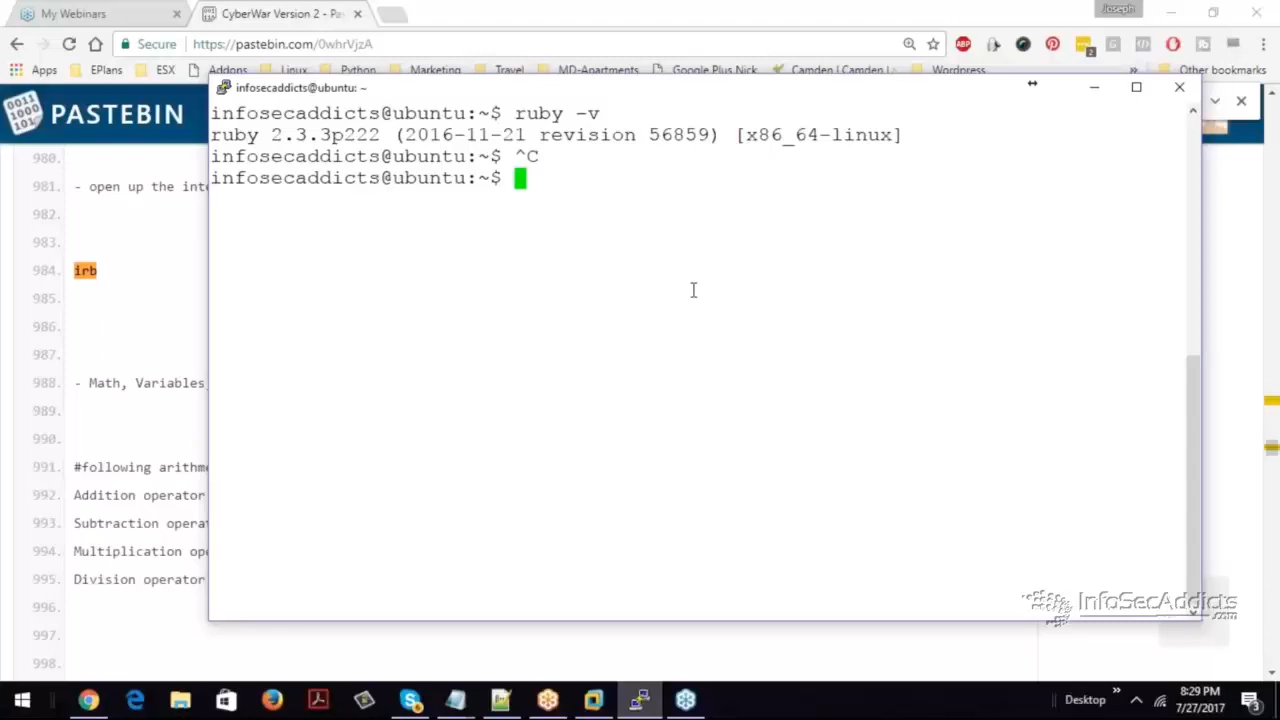 Joseph
My Webinars
CyberWar Version 2 - Pa
Secure
https://pastebin.com/0whrVjzA
Apps
EPlans
ESX
Addons
Linux
Python
Marketing
Travel
MD-Apartments
Google Plus Nick
Camden | Camden L
Wordpress
»
Other bookmarks
PASTEBIN
infosecaddicts@ubuntu: ~
infosecaddicts@ubuntu:~$ ruby -v
ruby 2.3.3p222 (2016-11-21 revision 56859) [x86_64-linux]
infosecaddicts@ubuntu:~$ ^C
infosecaddicts@ubuntu:~$
980.
981. - open up the inte
982.
983.
984. irb
985.
986.
987.
988. - Math, Variables,
989.
990.
991. #following arithme
992. Addition operator
993. Subtraction operat
994. Multiplication ope
995. Division operator
996.
997.
998.
InfoSecAddicts
.com
Desktop
»
8:29 PM
7/27/2017
3